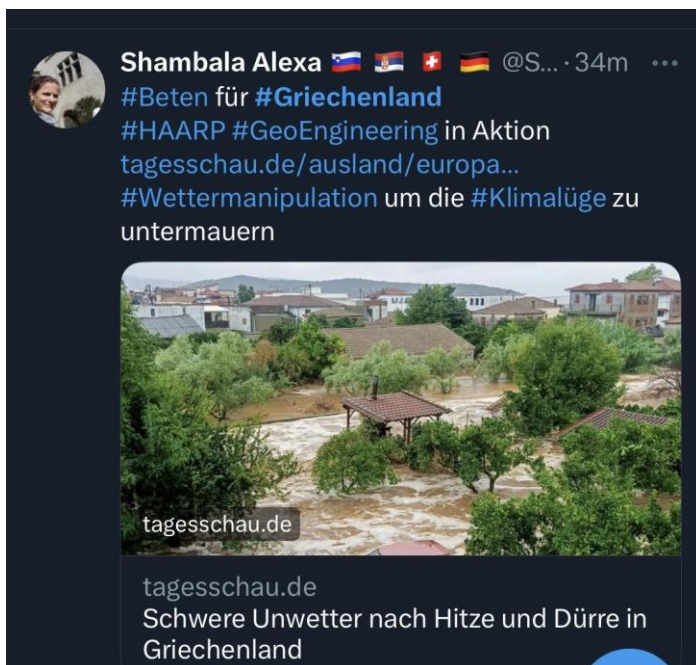 Shambala Alexa 🇸🇮 🇷🇸 🇨🇭 🇩🇪 @S... · 34m ...
#Beten für #Griechenland
#HAARP #GeoEngineering in Aktion
tagesschau.de/ausland/europa...
#Wettermanipulation um die #Klimalüge zu
untermauern
tagesschau.de
tagesschau.de
Schwere Unwetter nach Hitze und Dürre in
Griechenland